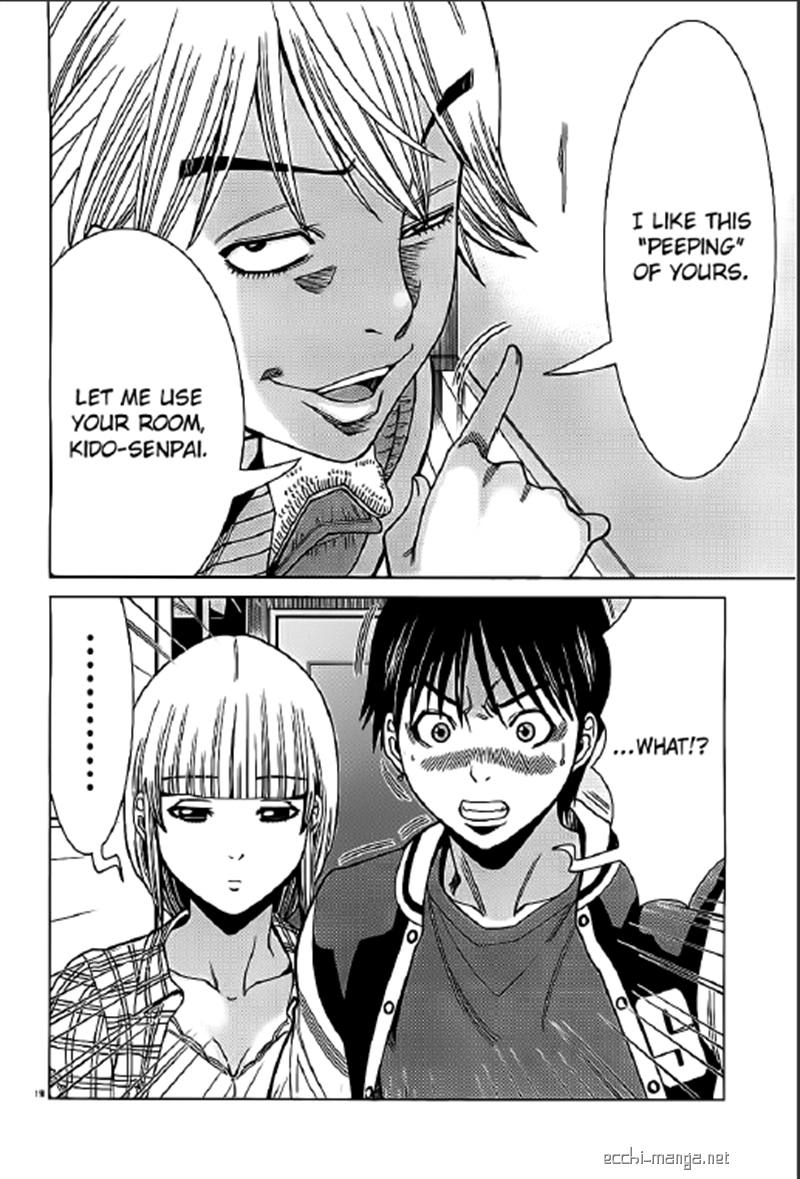 I LIKE THIS
"PEEPING"
OF YOURS.
LET ME USE
YOUR ROOM,
KIDO-SENPAI.
.........
...WHAT!?
S
19
ecchi-manga.net